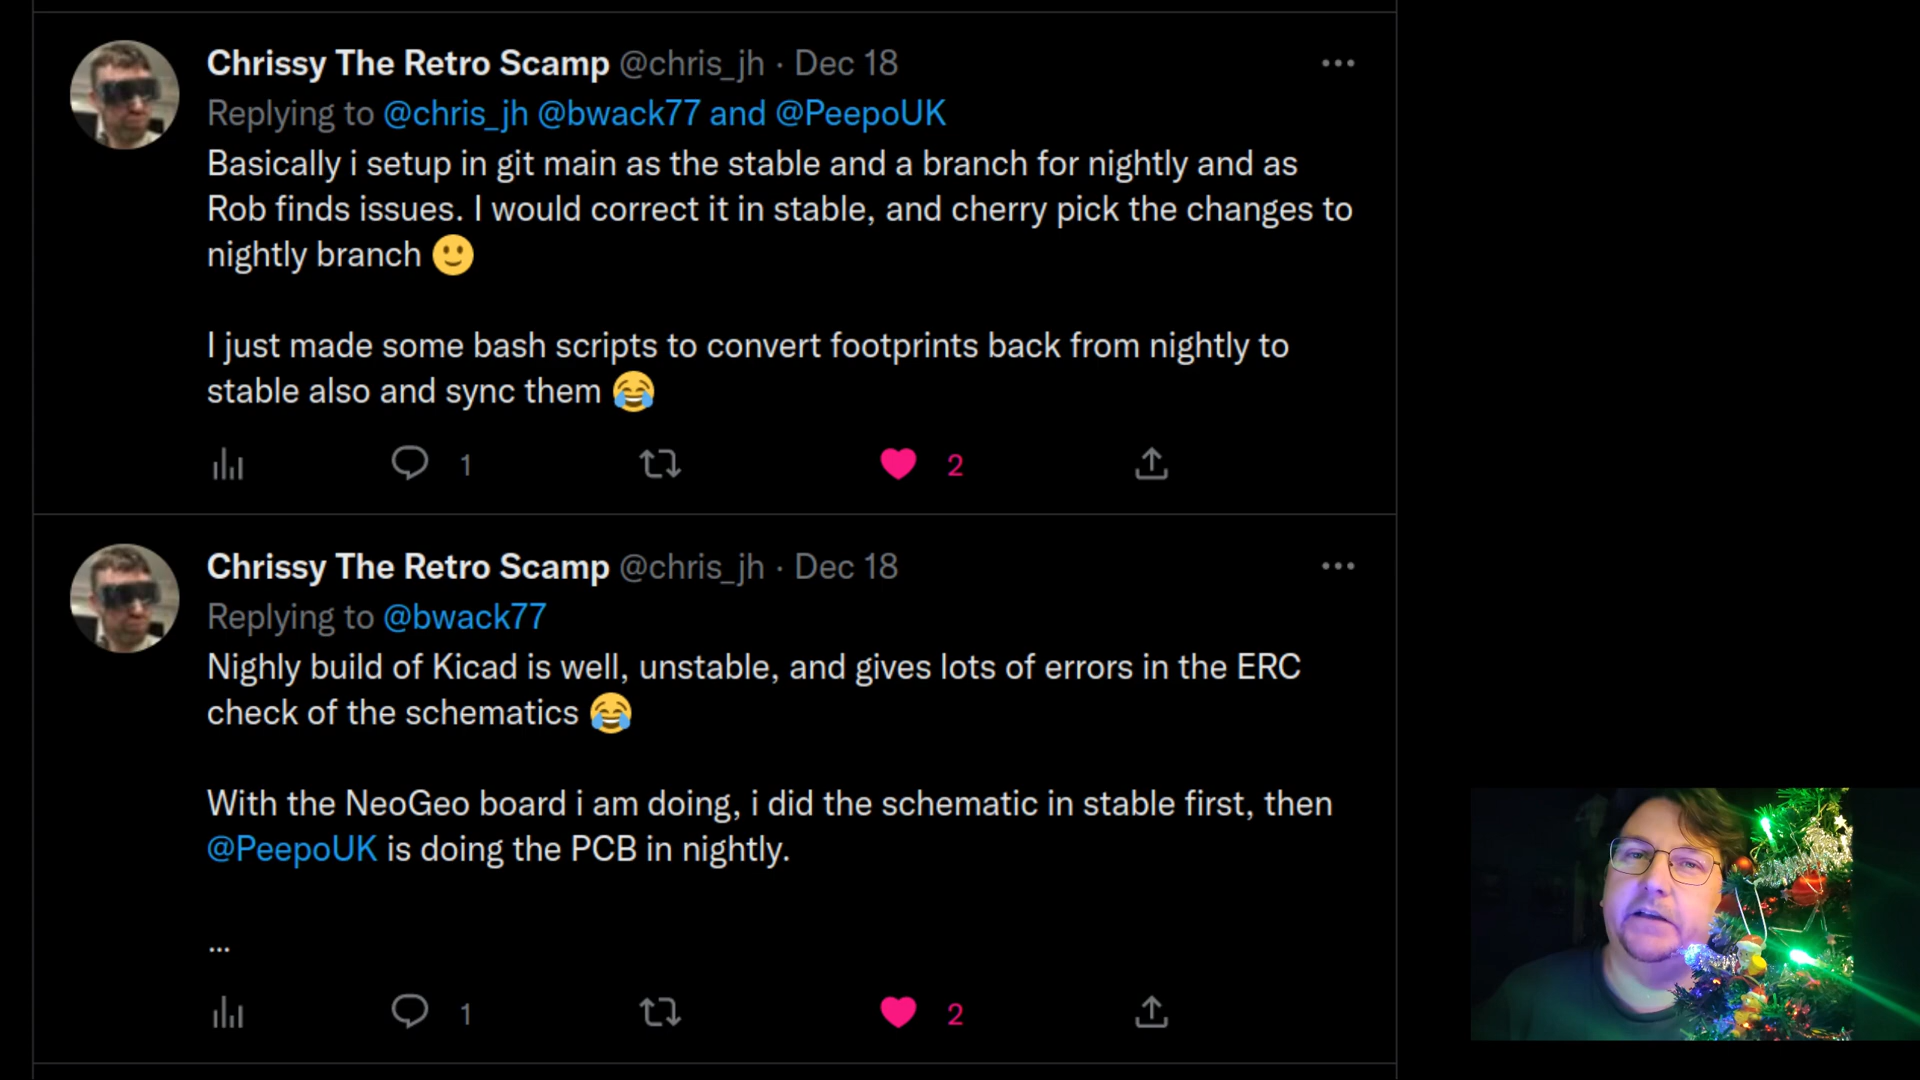 Chrissy The Retro Scamp @chris_jh · Dec 18
Replying to @chris_jh @bwack77 and @PeepoUK
Basically i setup in git main as the stable and a branch for nightly and as
Rob finds issues. I would correct it in stable, and cherry pick the changes to
nightly branch 🙂
I just made some bash scripts to convert footprints back from nightly to
stable also and sync them 😂
1 2
Chrissy The Retro Scamp @chris_jh · Dec 18
Replying to @bwack77
Nighly build of Kicad is well, unstable, and gives lots of errors in the ERC
check of the schematics 😂
With the NeoGeo board i am doing, i did the schematic in stable first, then
@PeepoUK is doing the PCB in nightly.
...
1 2